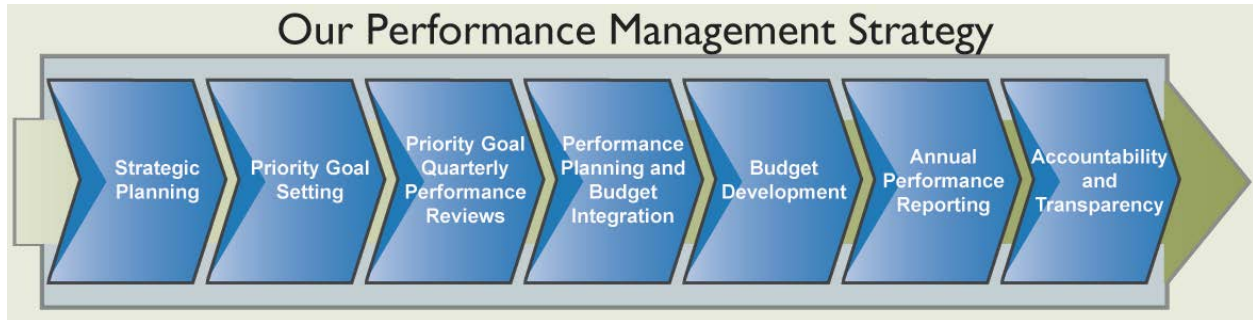 Our Performance Management Strategy
Strategic
Planning
Priority Goal
Setting
Priority Goal
Quarterly
Performance
Reviews
Performance
Planning and
Budget
Integration
Budget
Development
Annual
Performance
Reporting
Accountability
and
Transparency